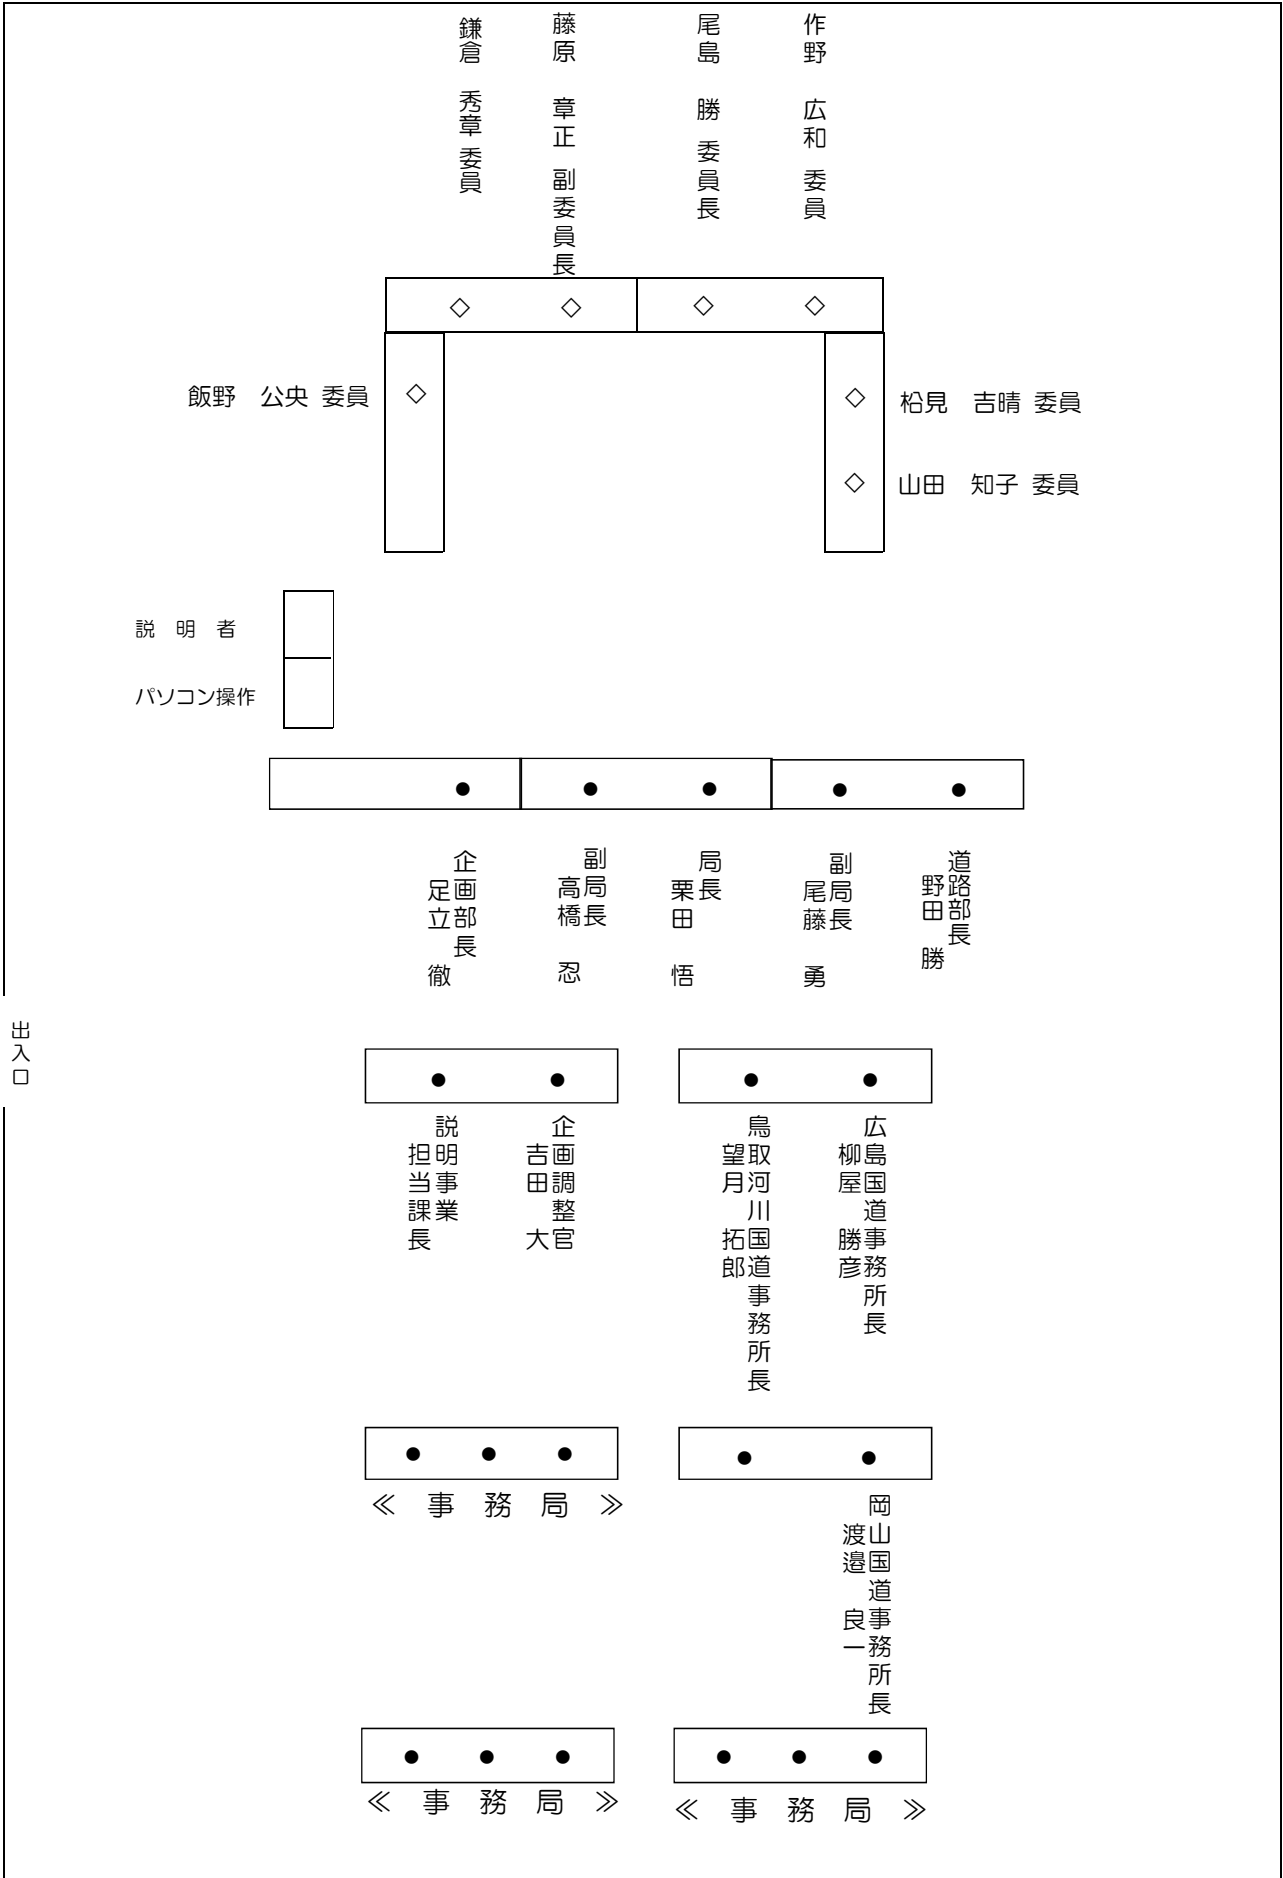 鎌倉　秀章 委員
藤原　章正 副委員長
尾島　勝 委員長
作野　広和 委員
飯野　公央 委員
松見　吉晴 委員
山田　知子 委員
説　明　者
パソコン操作
企画部長
足立　徹
副局長
高橋　忍
局長
栗田　悟
副局長
尾藤　勇
道路部長
野田　勝
出入口
説明事業
担当課長
企画調整官
吉田　大
鳥取河川国道事務所長
望月　拓郎
広島国道事務所長
柳屋　勝彦
≪　事　務　局　≫
岡山国道事務所長
渡邉　良一
≪　事　務　局　≫
≪　事　務　局　≫